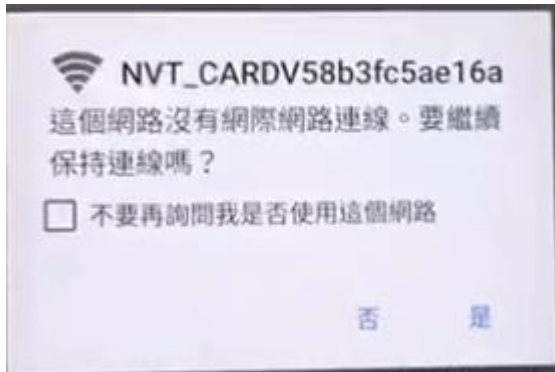 NVT_CARDV58b3fc5ae16a
這個網路沒有網際網路連線。要繼續
保持連線嗎？
不要再詢問我是否使用這個網路
否 是